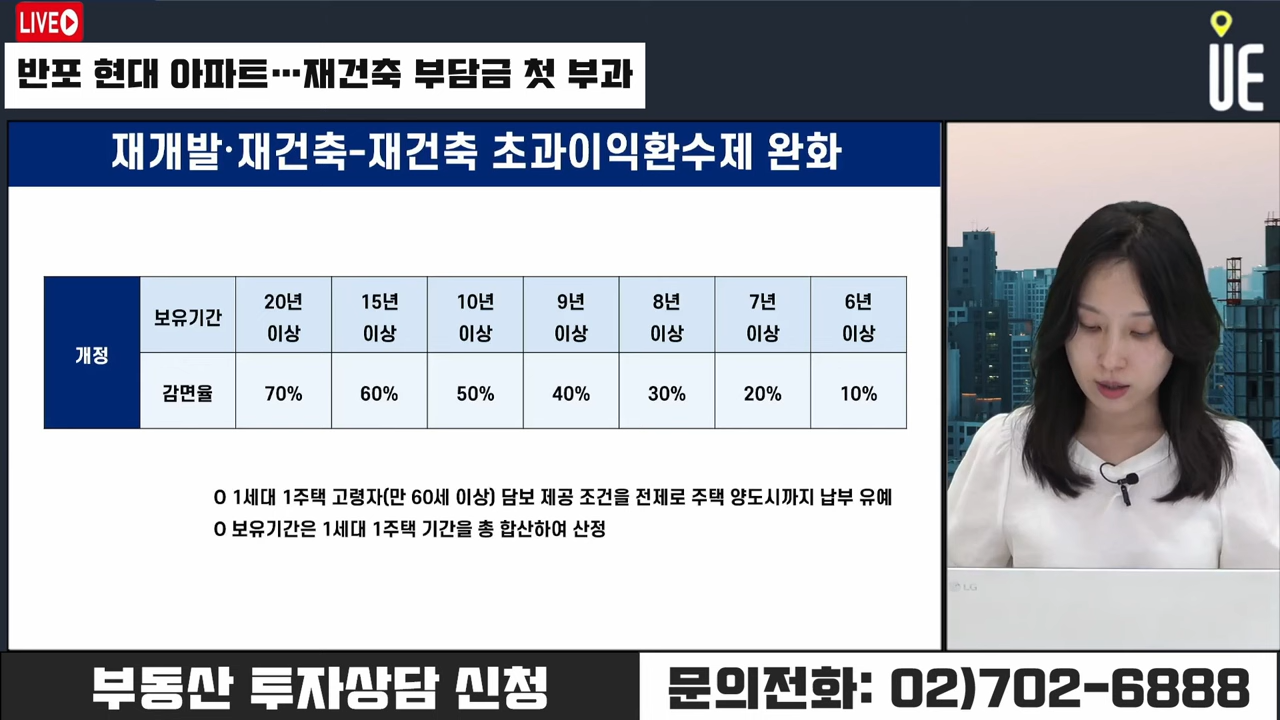 LIVE
반포 현대 아파트…재건축 부담금 첫 부과
UE
재개발·재건축-재건축 초과이익환수제 완화
개정
보유기간 20년 이상 15년 이상 10년 이상 9년 이상 8년 이상 7년 이상 6년 이상
감면율 70% 60% 50% 40% 30% 20% 10%
O 1세대 1주택 고령자(만 60세 이상) 담보 제공 조건을 전제로 주택 양도시까지 납부 유예
O 보유기간은 1세대 1주택 기간을 총 합산하여 산정
LG
부동산 투자상담 신청
문의전화: 02)702-6888